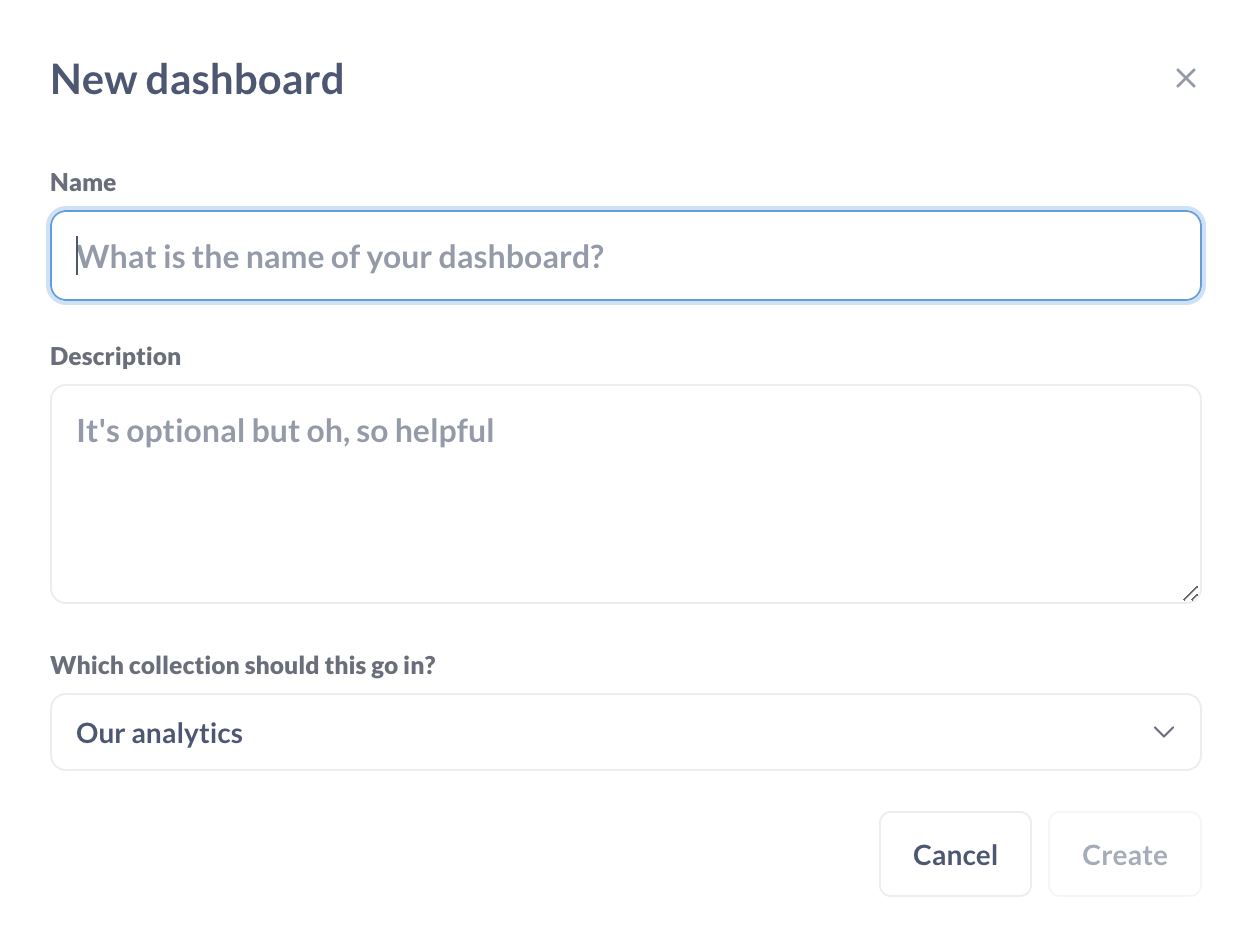 New dashboard
Name
What is the name of your dashboard?
Description
It's optional but oh, so helpful
Which collection should this go in?
Our analytics
Cancel Create